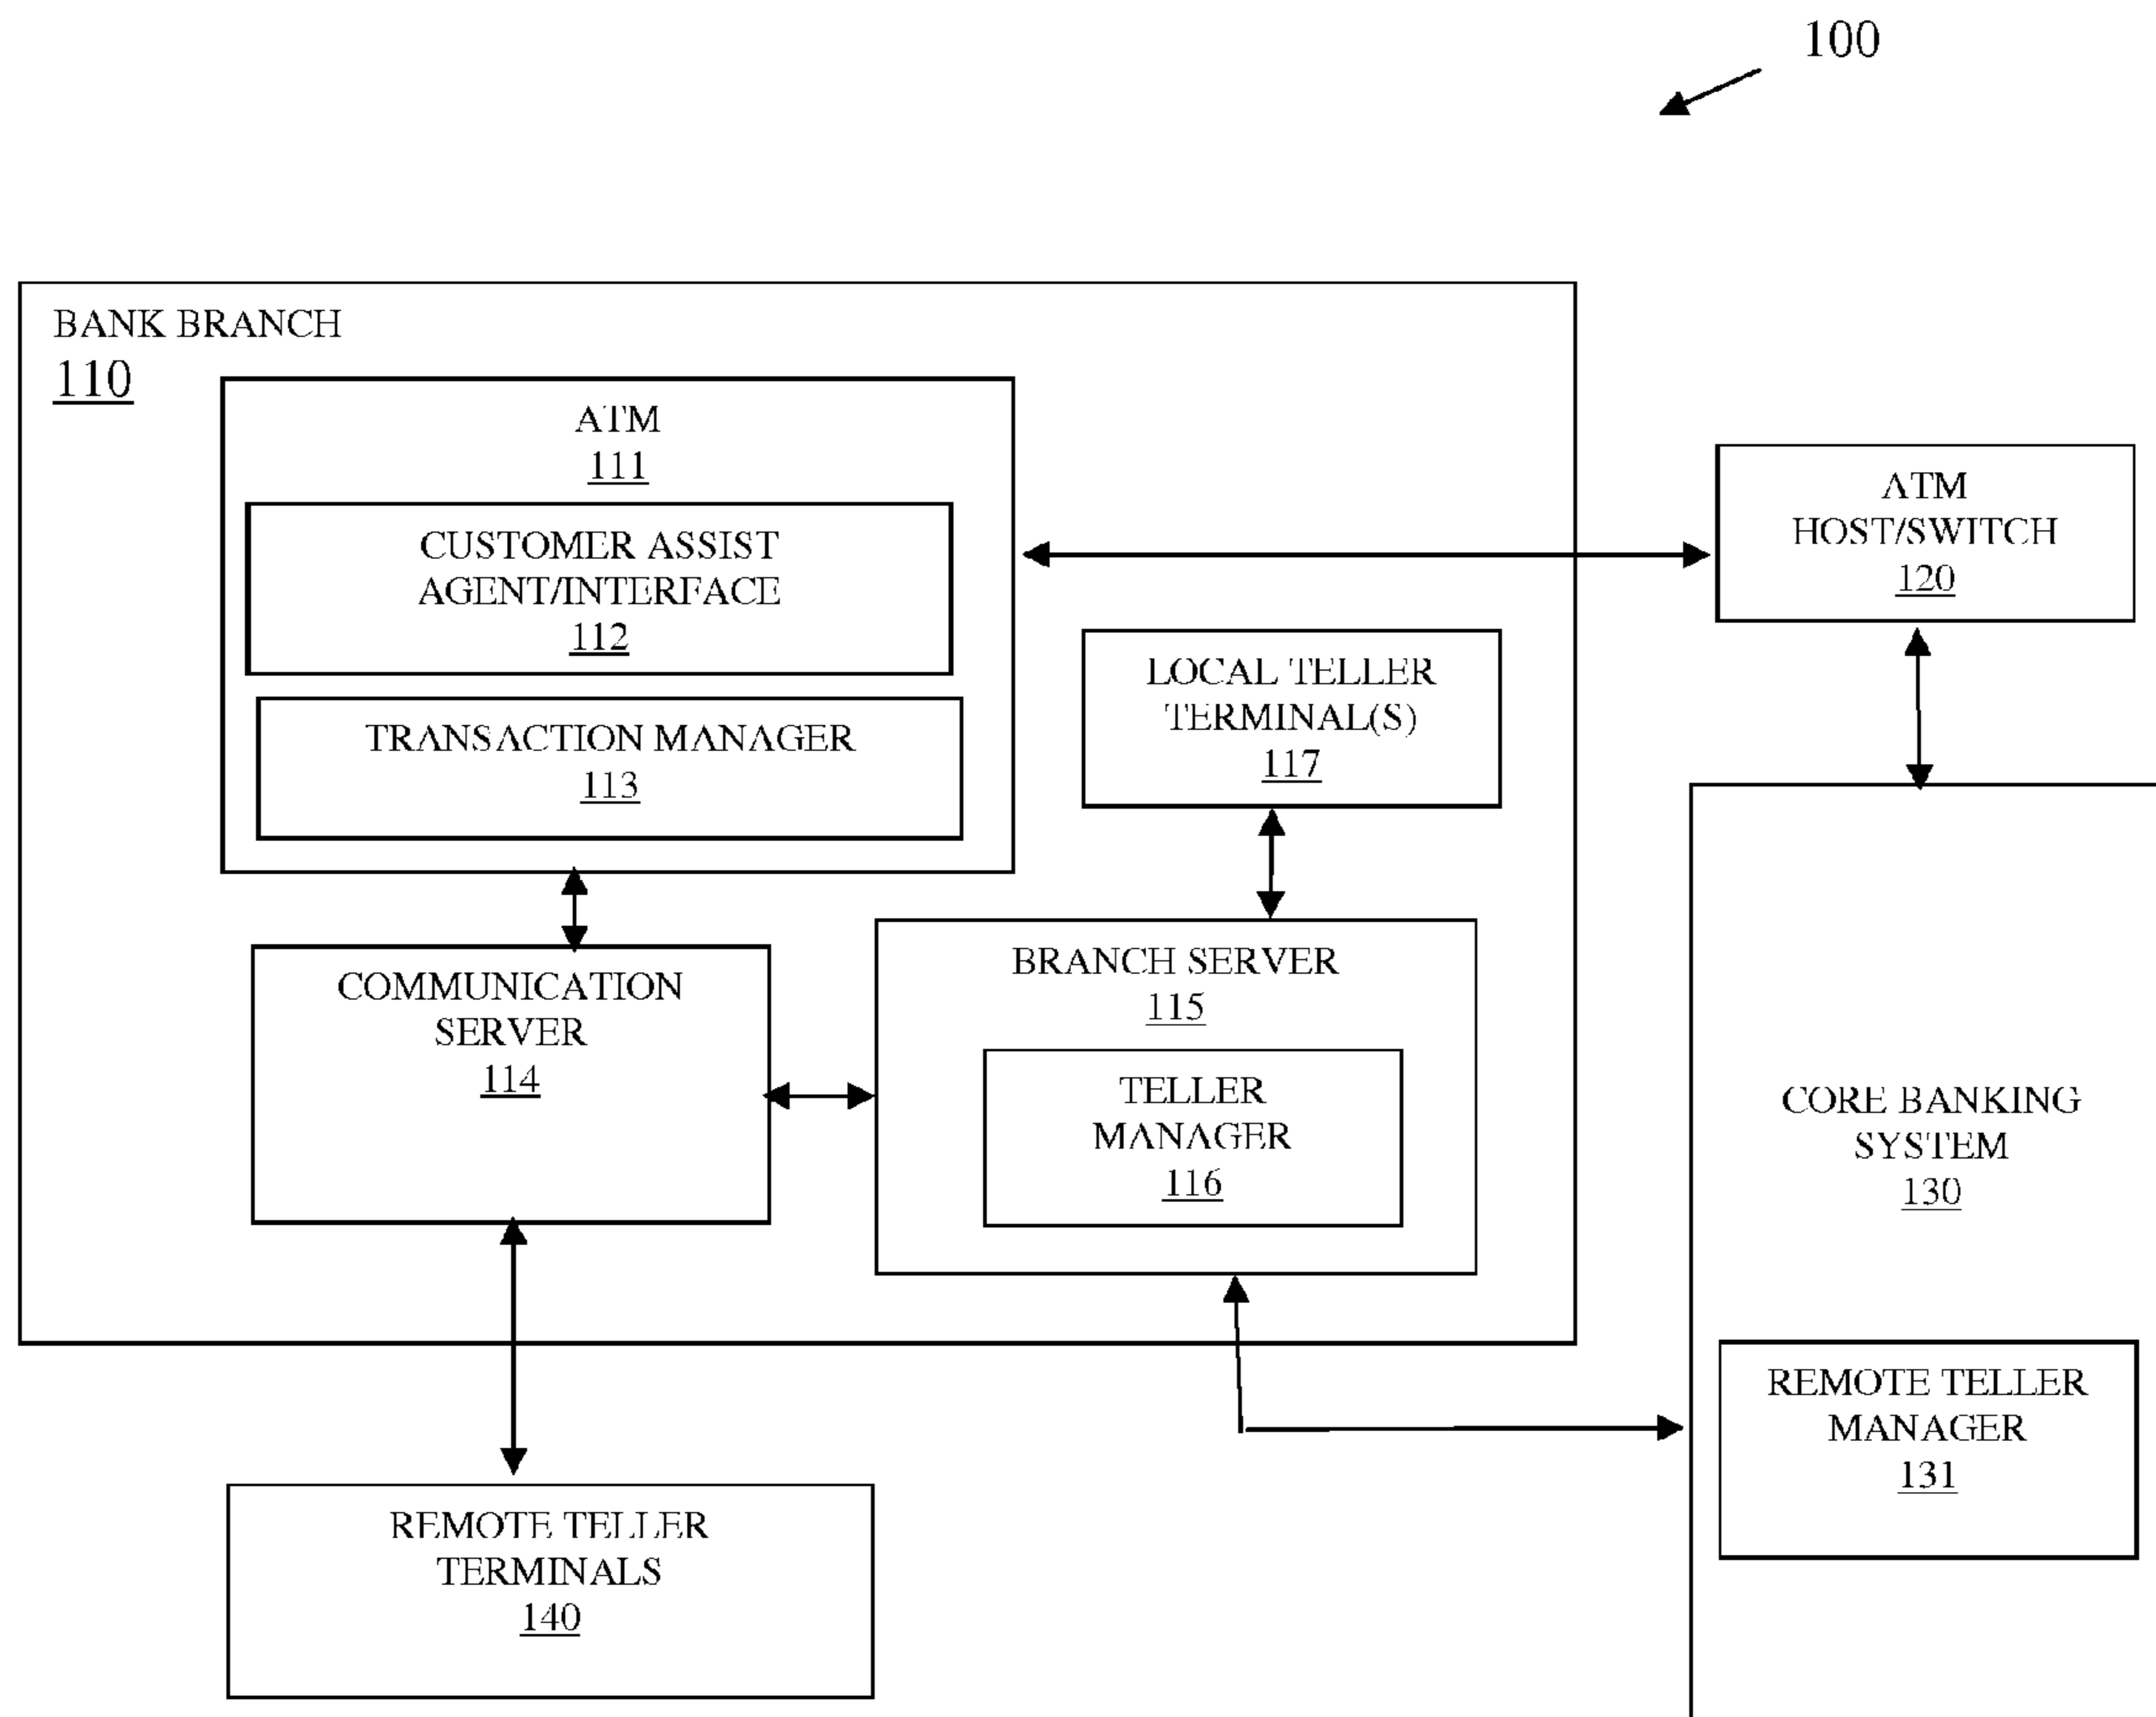 100
BANK BRANCH
110
ATM
111
CUSTOMER ASSIST
AGENT/INTERFACE
112
TRANSACTION MANAGER
113
ATM
HOST/SWITCH
120
LOCAL TELLER
TERMINAL(S)
117
COMMUNICATION
SERVER
114
BRANCH SERVER
115
TELLER
MANAGER
116
CORE BANKING
SYSTEM
130
REMOTE TELLER
MANAGER
131
REMOTE TELLER
TERMINALS
140